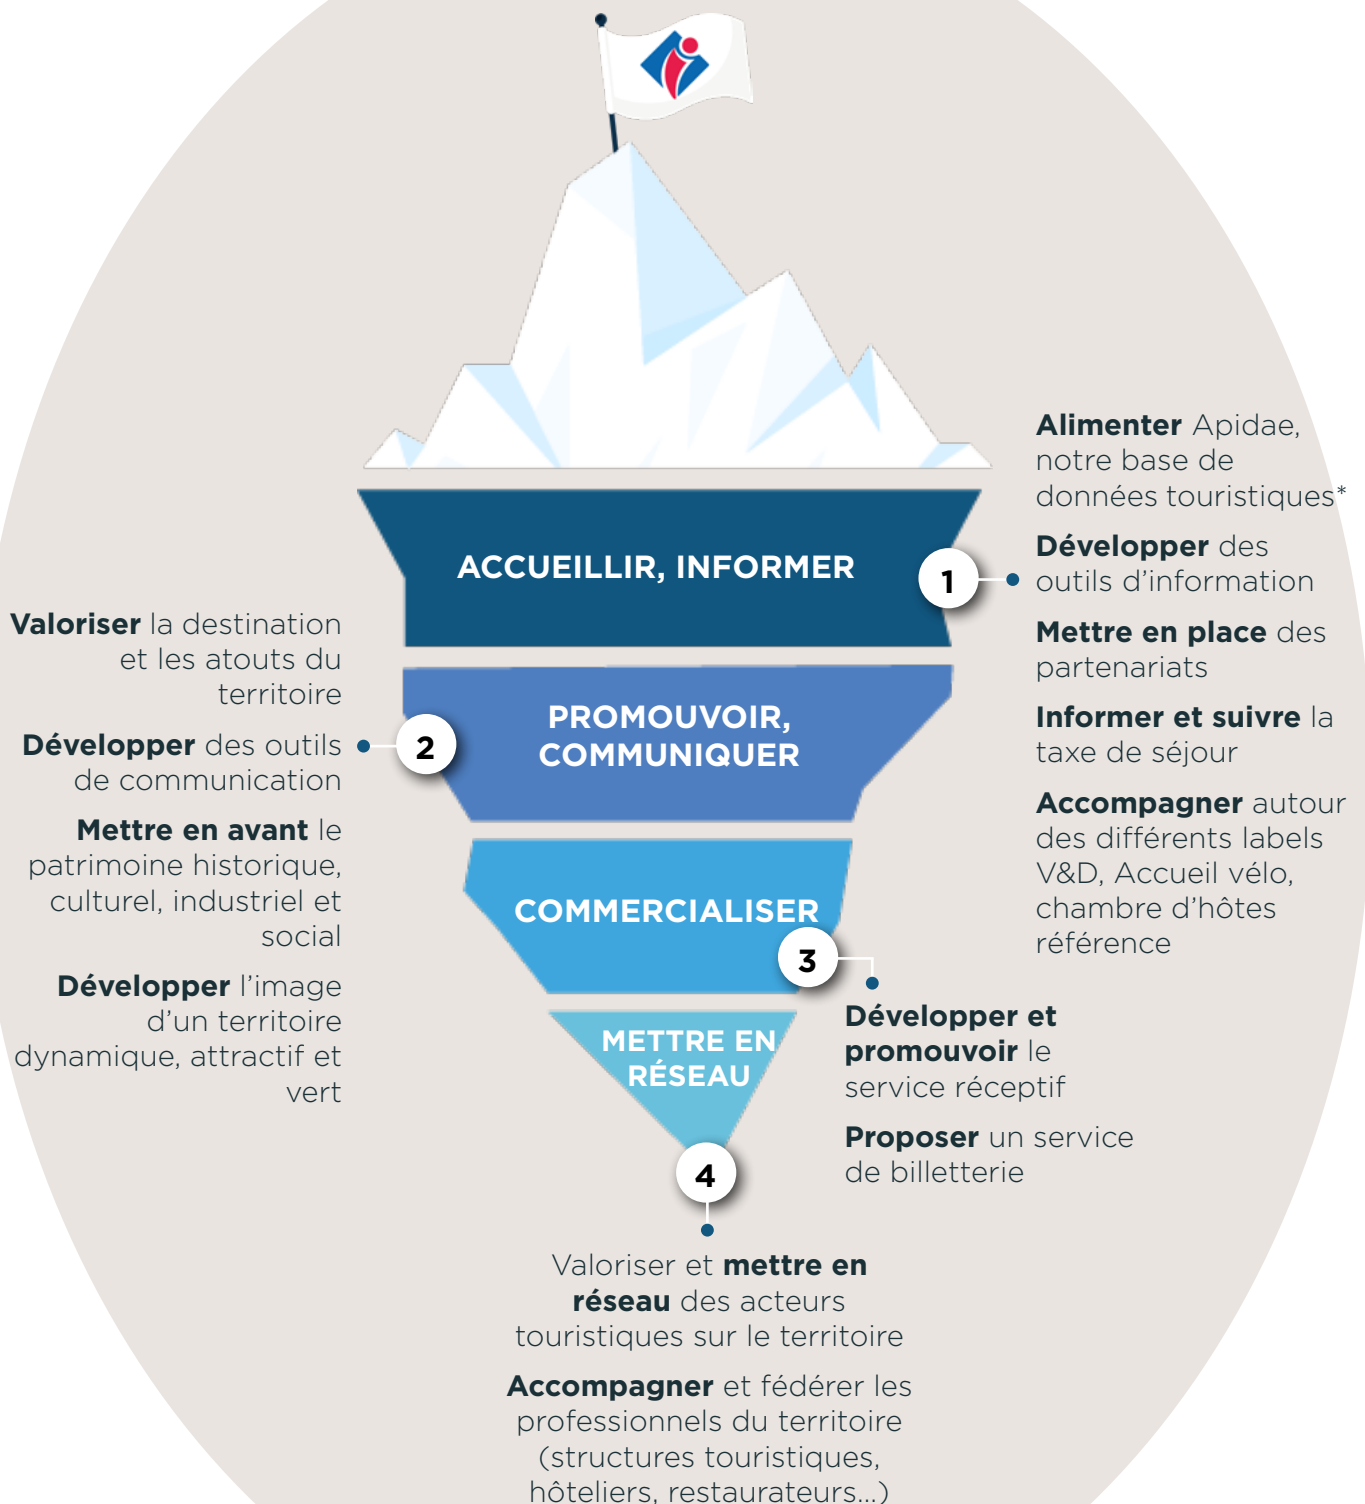 ACCUEILLIR, INFORMER
1
Alimenter Apidae,
notre base de
données touristiques*
Développer des
outils d’information
Mettre en place des
partenariats
Informer et suivre la
taxe de séjour
Accompagner autour
des différents labels
V&D, Accueil vélo,
chambre d’hôtes
référence
PROMOUVOIR,
COMMUNIQUER
2
Valoriser la destination
et les atouts du
territoire
Développer des outils
de communication
Mettre en avant le
patrimoine historique,
culturel, industriel et
social
Développer l’image
d’un territoire
dynamique, attractif et
vert
COMMERCIALISER
3
Développer et
promouvoir le
service réceptif
Proposer un service
de billetterie
METTRE EN
RÉSEAU
4
Valoriser et mettre en
réseau des acteurs
touristiques sur le territoire
Accompagner et fédérer les
professionnels du territoire
(structures touristiques,
hôteliers, restaurateurs...)